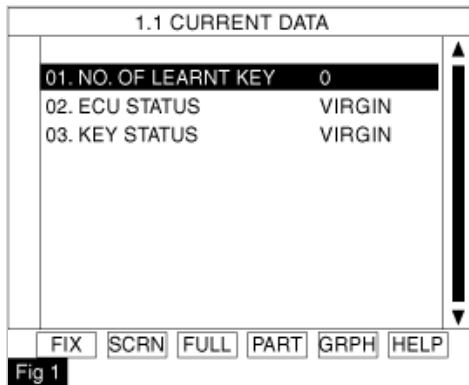 1.1 CURRENT DATA
01. NO. OF LEARNT KEY 0
02. ECU STATUS VIRGIN
03. KEY STATUS VIRGIN
FIX SCRN FULL PART GRPH HELP
Fig 1